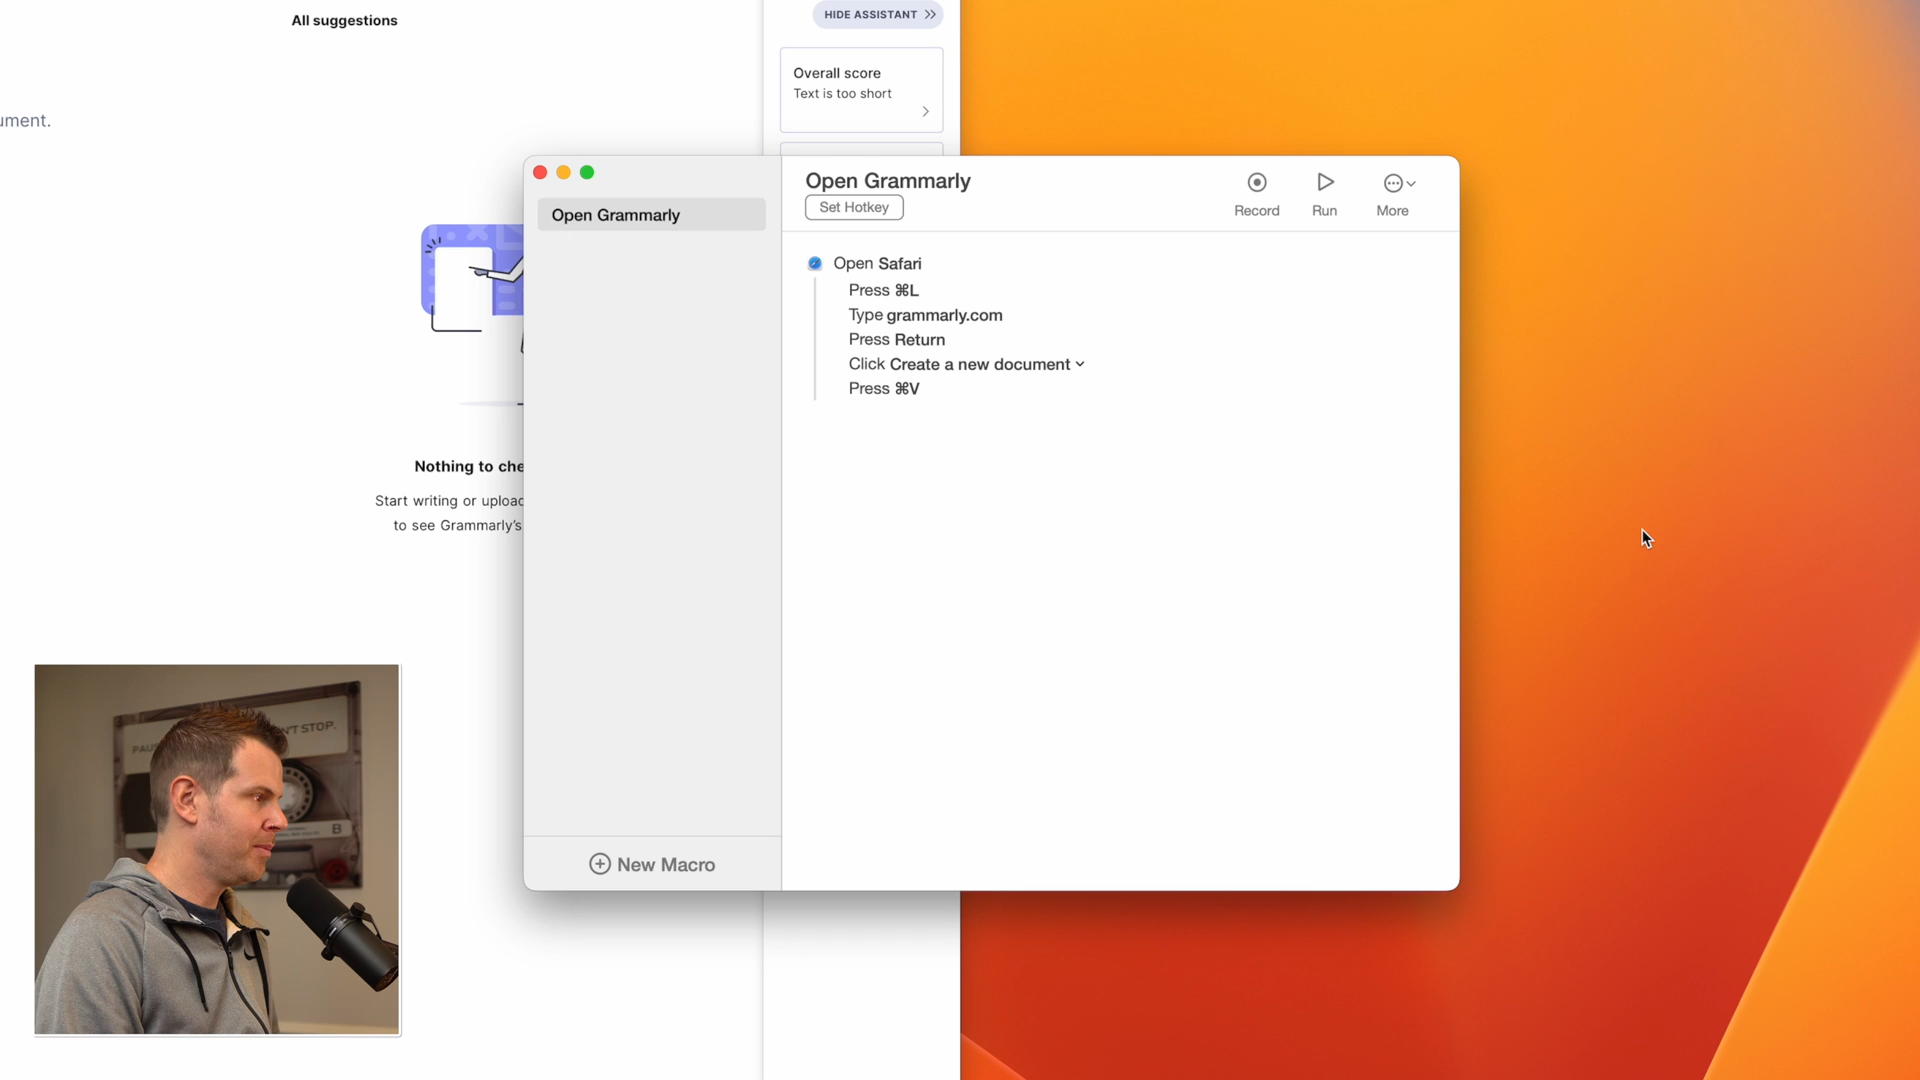 All suggestions
HIDE ASSISTANT
Overall score
Text is too short
ument.
Open Grammarly
Open Grammarly
Set Hotkey
Record
Run
More
Open Safari
Press ⌘L
Type grammarly.com
Press Return
Click Create a new document
Press ⌘V
Nothing to che
Start writing or upload
to see Grammarly's
N'T STOP.
PAU
B
New Macro